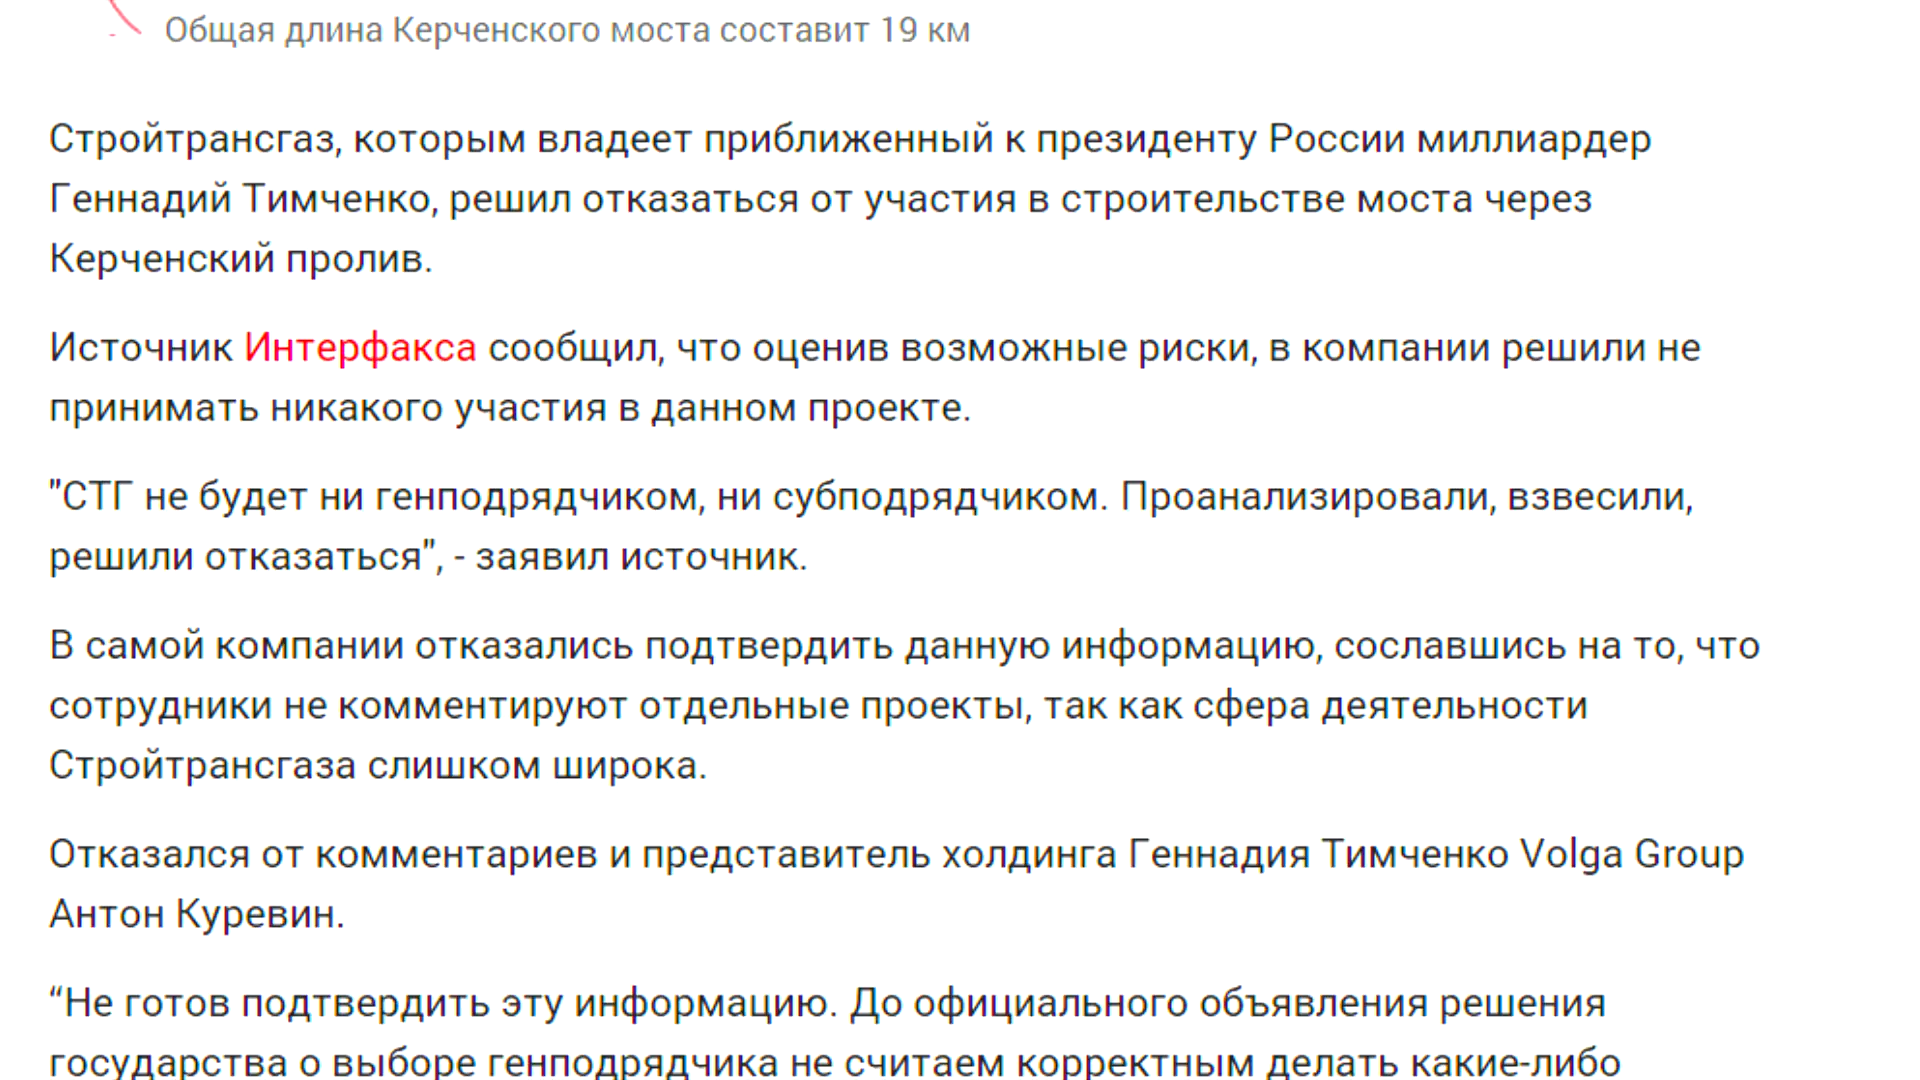 Общая длина Керченского моста составит 19 км
Стройтрансгаз, которым владеет приближенный к президенту России миллиардер
Геннадий Тимченко, решил отказаться от участия в строительстве моста через
Керченский пролив.
Источник Интерфакса сообщил, что оценив возможные риски, в компании решили не
принимать никакого участия в данном проекте.
"СТГ не будет ни генподрядчиком, ни субподрядчиком. Проанализировали, взвесили,
решили отказаться", - заявил источник.
В самой компании отказались подтвердить данную информацию, сославшись на то, что
сотрудники не комментируют отдельные проекты, так как сфера деятельности
Стройтрансгаза слишком широка.
Отказался от комментариев и представитель холдинга Геннадия Тимченко Volga Group
Антон Куревин.
“Не готов подтвердить эту информацию. До официального объявления решения
государства о выборе генподрядчика не считаем корректным делать какие-либо